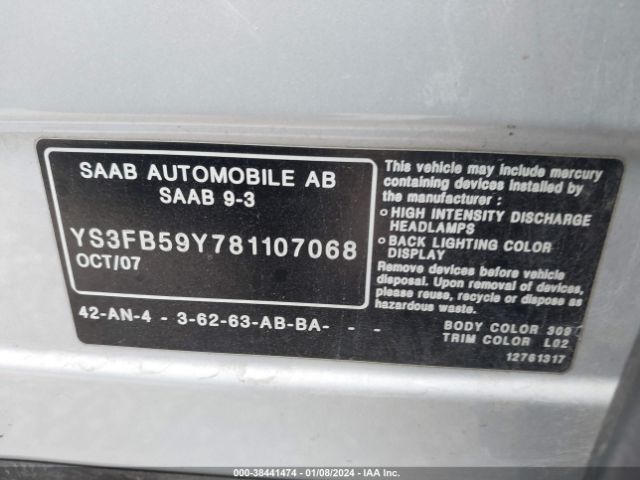 SAAB AUTOMOBILE AB
SAAB 9-3
YS3FB59Y781107068
OCT/07
42-AN-4 - 3-62-63-AB-BA- - -
This vehicle may include mercury
containing devices installed by
the manufacturer :
○ HIGH INTENSITY DISCHARGE
HEADLAMPS
○ BACK LIGHTING COLOR
DISPLAY
Remove devices before vehicle
disposal. Upon removal of devices,
please reuse, recycle or dispose as
hazardous waste.
BODY COLOR 309
TRIM COLOR L02
12761317
000-38441474 - 01/08/2024 - IAA Inc.